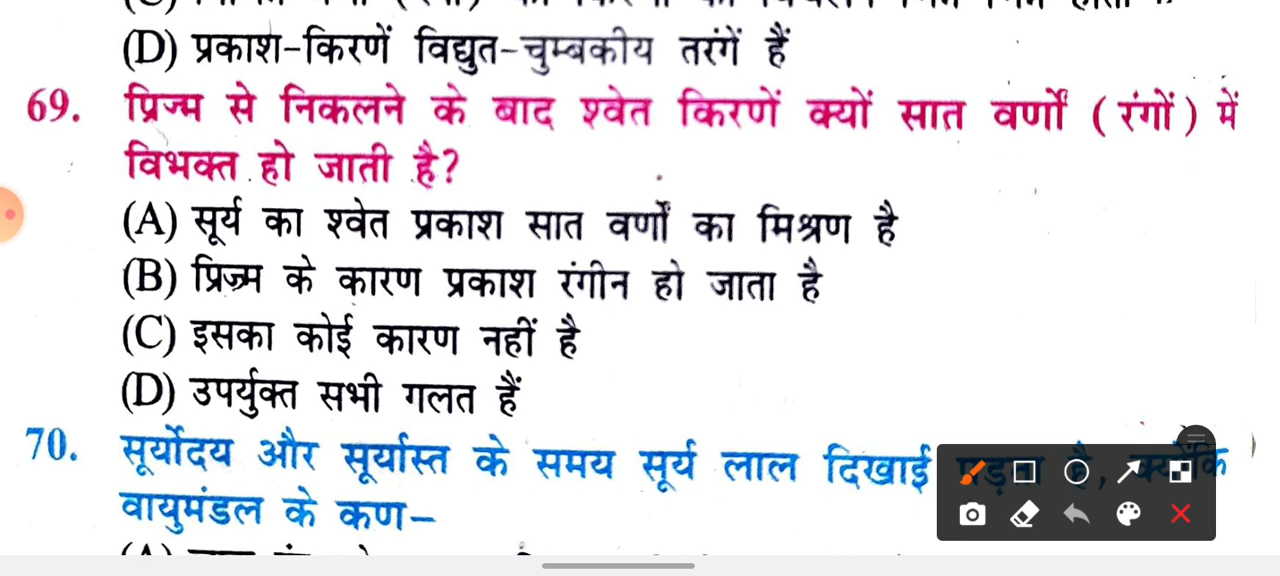 (D) प्रकाश-किरणें विद्युत-चुम्बकीय तरंगें हैं
69. प्रिज्म से निकलने के बाद श्वेत किरणें क्यों सात वर्णों (रंगों) में
विभक्त हो जाती है?
(A) सूर्य का श्वेत प्रकाश सात वर्णों का मिश्रण है
(B) प्रिज्म के कारण प्रकाश रंगीन हो जाता है
(C) इसका कोई कारण नहीं है
(D) उपर्युक्त सभी गलत हैं
70. सूर्योदय और सूर्यास्त के समय सूर्य लाल दिखाई पड़ता है, क्योंकि
वायुमंडल के कण–